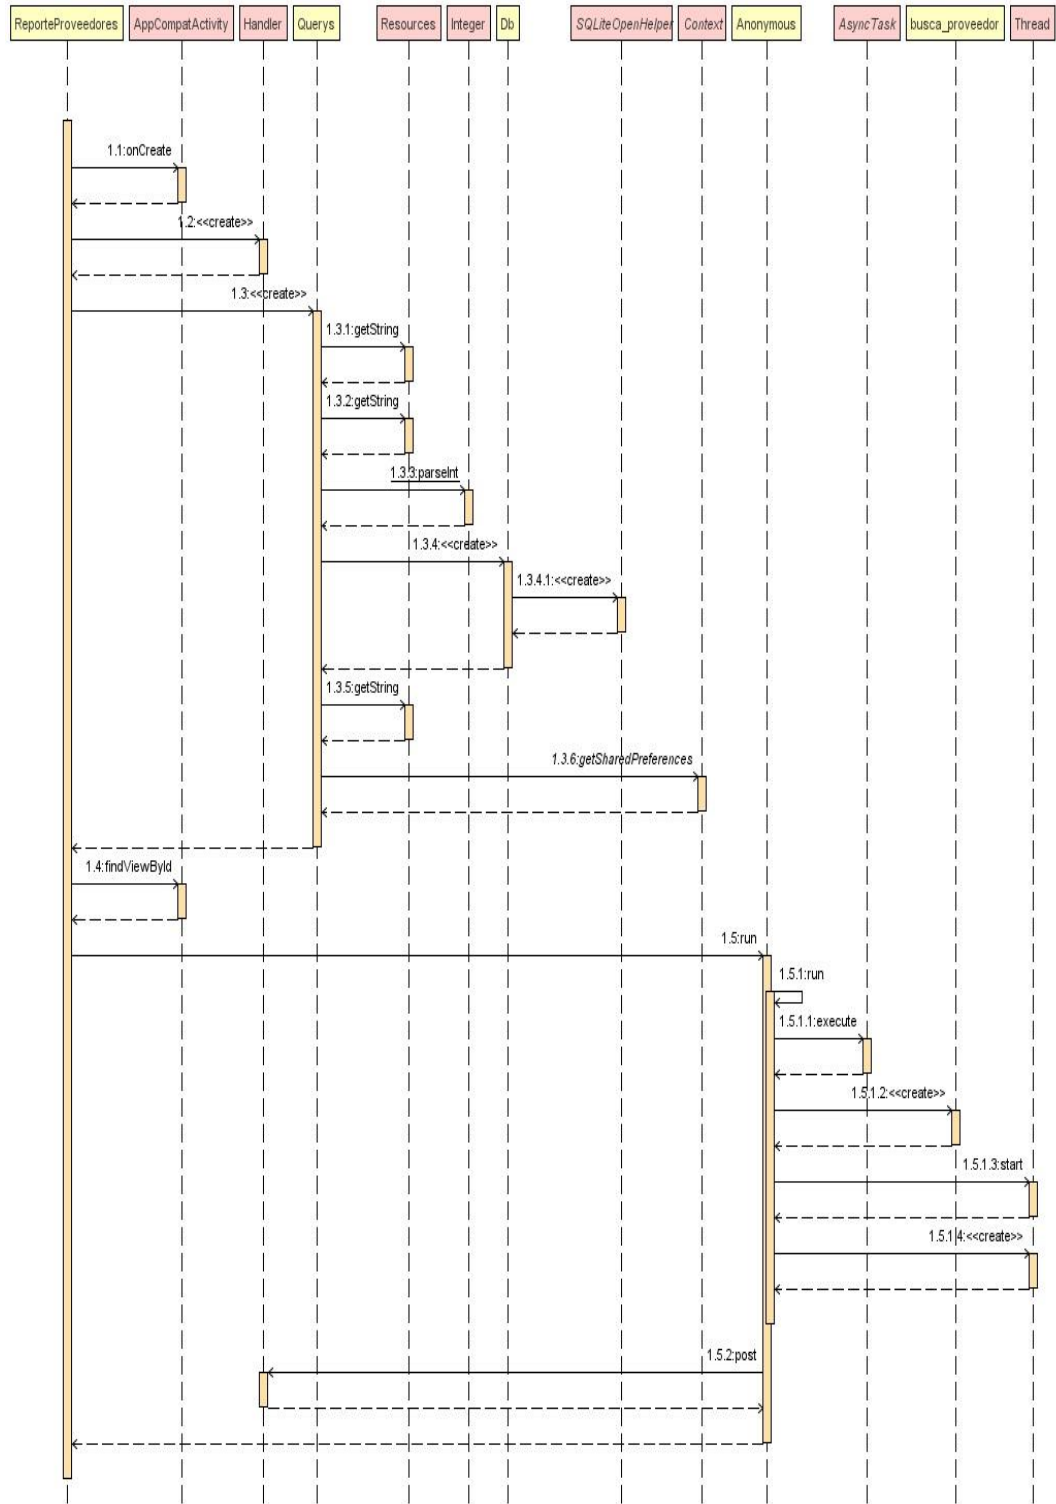 ReporteProveedores
AppCompatActivity
Handler
Querys
Resources
Integer
Db
SQLiteOpenHelper
Context
Anonymous
AsyncTask
busca_proveedor
Thread
1.1:onCreate
1.2:<<create>>
1.3:<<create>>
1.3.1:getString
1.3.2:getString
1.3.3:parseInt
1.3.4:<<create>>
1.3.4.1:<<create>>
1.3.5:getString
1.3.6:getSharedPreferences
1.4:findViewById
1.5:run
1.5.1:run
1.5.1.1:execute
1.5.1.2:<<create>>
1.5.1.3:start
1.5.1.4:<<create>>
1.5.2:post